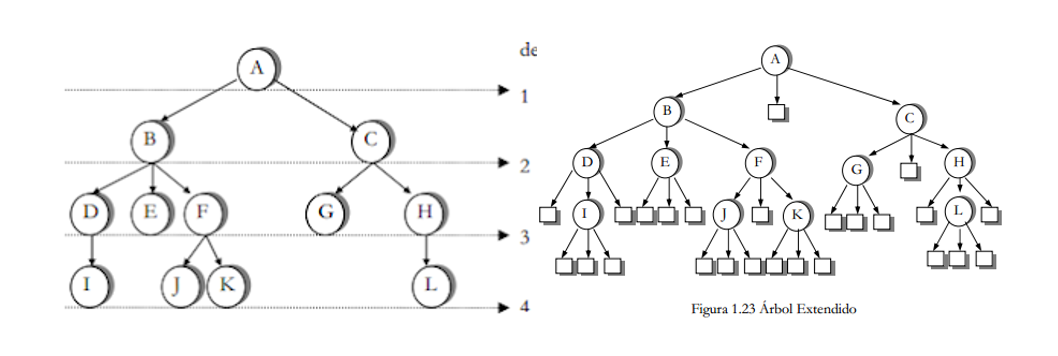 de
A
1
B C
2
D E F G H
3
I J K L
4
A
B C
D E F G H
I J K L
Figura 1.23 Árbol Extendido